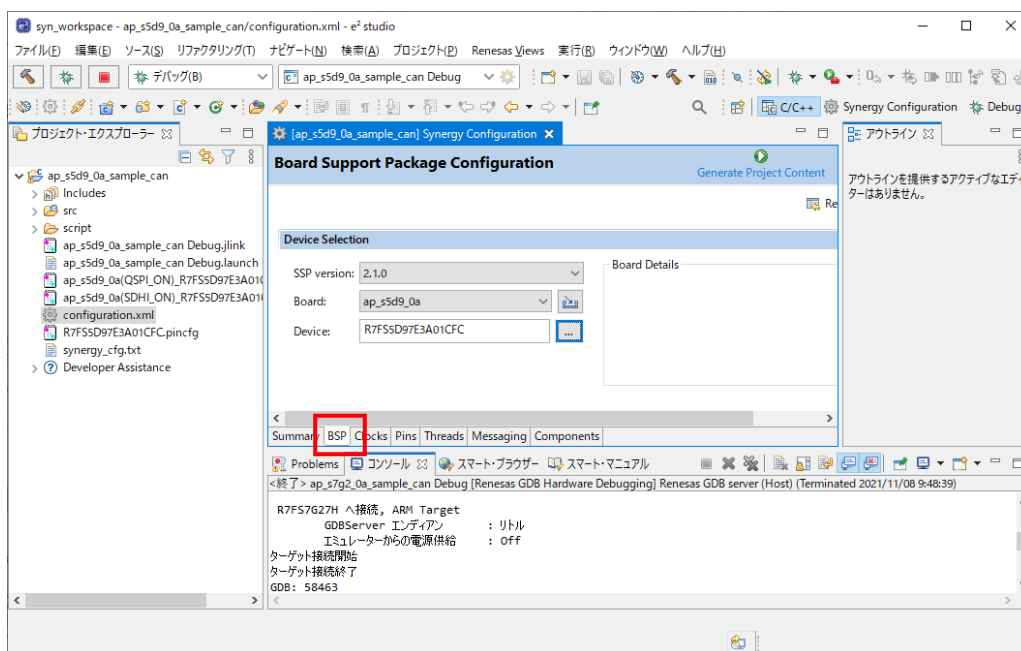 syn_workspace - ap_s5d9_0a_sample_can/configuration.xml - e² studio
ファイル(F) 編集(E) ソース(S) リファクタリング(T) ナビゲート(N) 検索(A) プロジェクト(P) Renesas Views 実行(R) ウィンドウ(W) ヘルプ(H)
デバッグ(B) ap_s5d9_0a_sample_can Debug
C/C++ Synergy Configuration Debug
プロジェクト・エクスプローラー
ap_s5d9_0a_sample_can
Includes
src
script
ap_s5d9_0a_sample_can Debug.jlink
ap_s5d9_0a_sample_can Debug.launch
ap_s5d9_0a(QSPI_ON)_R7FS5D97E3A01(
ap_s5d9_0a(SDHI_ON)_R7FS5D97E3A01(
configuration.xml
R7FS5D97E3A01CFC.pincfg
synergy_cfg.txt
Developer Assistance
[ap_s5d9_0a_sample_can] Synergy Configuration
Board Support Package Configuration
Generate Project Content
Re
Device Selection
SSP version: 2.1.0
Board: ap_s5d9_0a
Device: R7FS5D97E3A01CFC ...
Board Details
Summary BSP Clocks Pins Threads Messaging Components
アウトライン
アウトラインを提供するアクティブなエディ
ターはありません。
Problems コンソール スマート・ブラウザー スマート・マニュアル
<終了> ap_s7g2_0a_sample_can Debug [Renesas GDB Hardware Debugging] Renesas GDB server (Host) (Terminated 2021/11/08 9:48:39)
R7FS7G27H へ接続, ARM Target
GDBServer エンディアン : リトル
エミュレーターからの電源供給 : Off
ターゲット接続開始
ターゲット接続終了
GDB: 58463